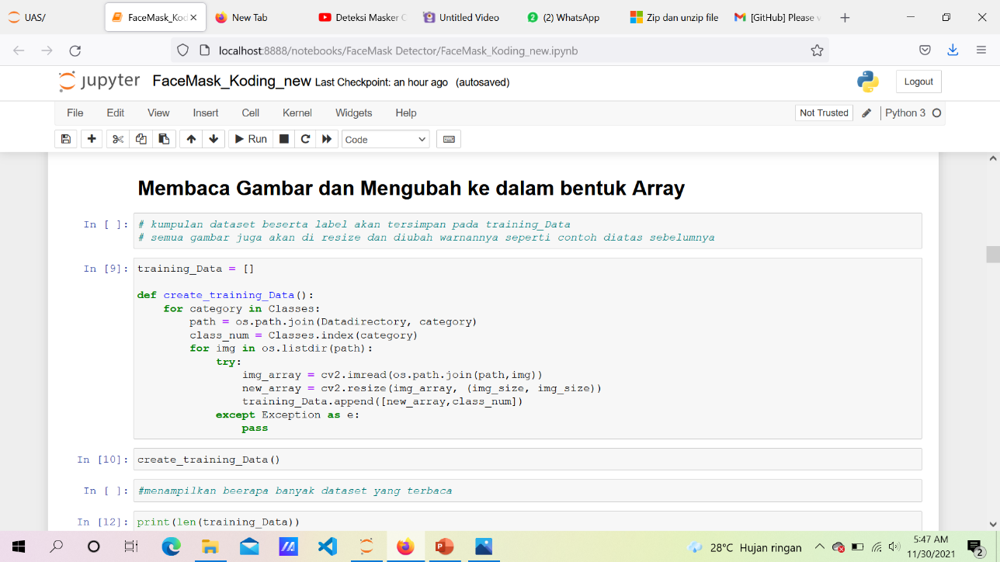 UAS/
FaceMask_Kod
New Tab
Deteksi Masker C
Untitled Video
2
(2) WhatsApp
Zip dan unzip file
[GitHub] Please v
localhost:8888/notebooks/FaceMask Detector/FaceMask_Koding_new.ipynb
jupyter FaceMask_Koding_new Last Checkpoint: an hour ago (autosaved)
Logout
File Edit View Insert Cell Kernel Widgets Help
Not Trusted
Python 3
Run
Code
Membaca Gambar dan Mengubah ke dalam bentuk Array
In [ ]: # kumpulan dataset beserta label akan tersimpan pada training_Data
# semua gambar juga akan di resize dan diubah warnannya seperti contoh diatas sebelumnya
In [9]: training_Data = []
def create_training_Data():
for category in Classes:
path = os.path.join(Datadirectory, category)
class_num = Classes.index(category)
for img in os.listdir(path):
try:
img_array = cv2.imread(os.path.join(path,img))
new_array = cv2.resize(img_array, (img_size, img_size))
training_Data.append([new_array,class_num])
except Exception as e:
pass
In [10]: create_training_Data()
In [ ]: #menampilkan beerapa banyak dataset yang terbaca
In [12]: print(len(training_Data))
28°C Hujan ringan
5:47 AM
11/30/2021
2